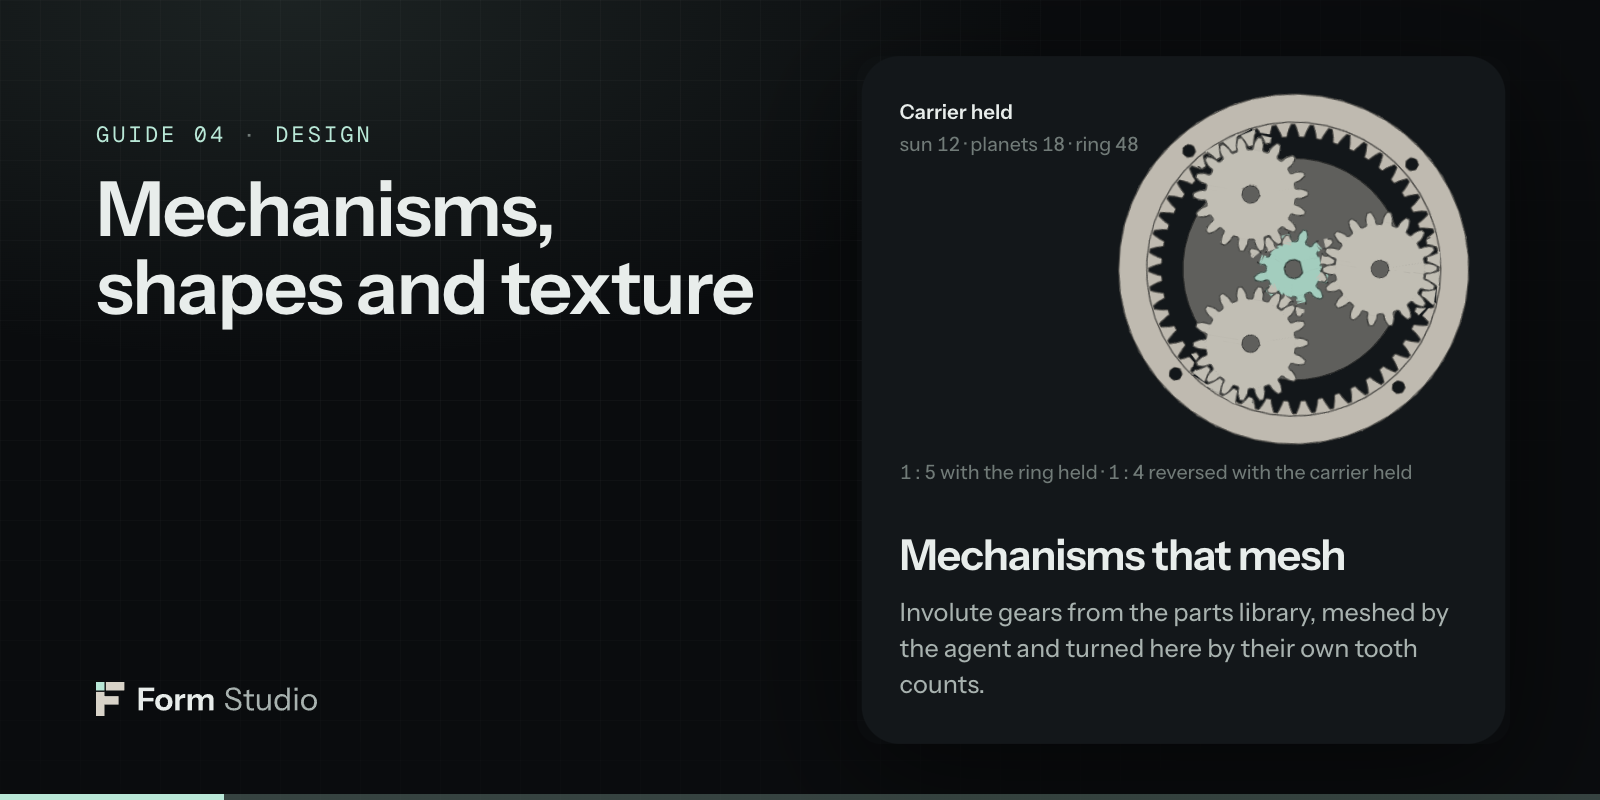 GUIDE 04 · DESIGN
Mechanisms,
shapes and texture
Form Studio
Carrier held
sun 12 · planets 18 · ring 48
1 : 5 with the ring held · 1 : 4 reversed with the carrier held
Mechanisms that mesh
Involute gears from the parts library, meshed by
the agent and turned here by their own tooth
counts.